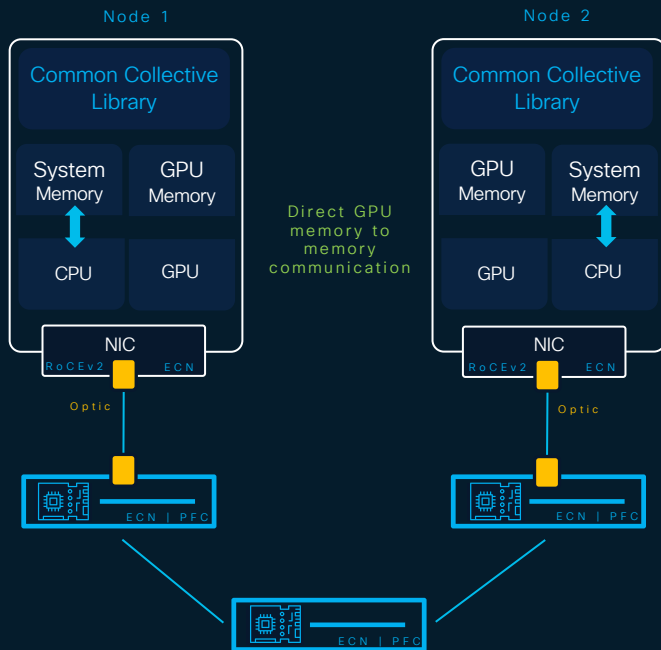 Node 1
Node 2
Common Collective
Library
Common Collective
Library
System
Memory
GPU
Memory
GPU
Memory
System
Memory
Direct GPU
memory to
memory
communication
CPU
GPU
GPU
CPU
NIC
RoCEv2
ECN
NIC
RoCEv2
ECN
Optic
Optic
ECN | PFC
ECN | PFC
ECN | PFC